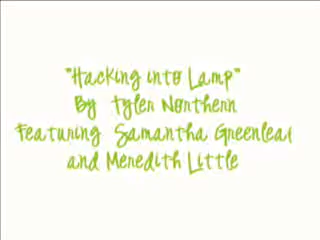 "Hacking into Lamp"
By Tyler Northern
Featuring Samantha Greenleaf
and Meredith Little